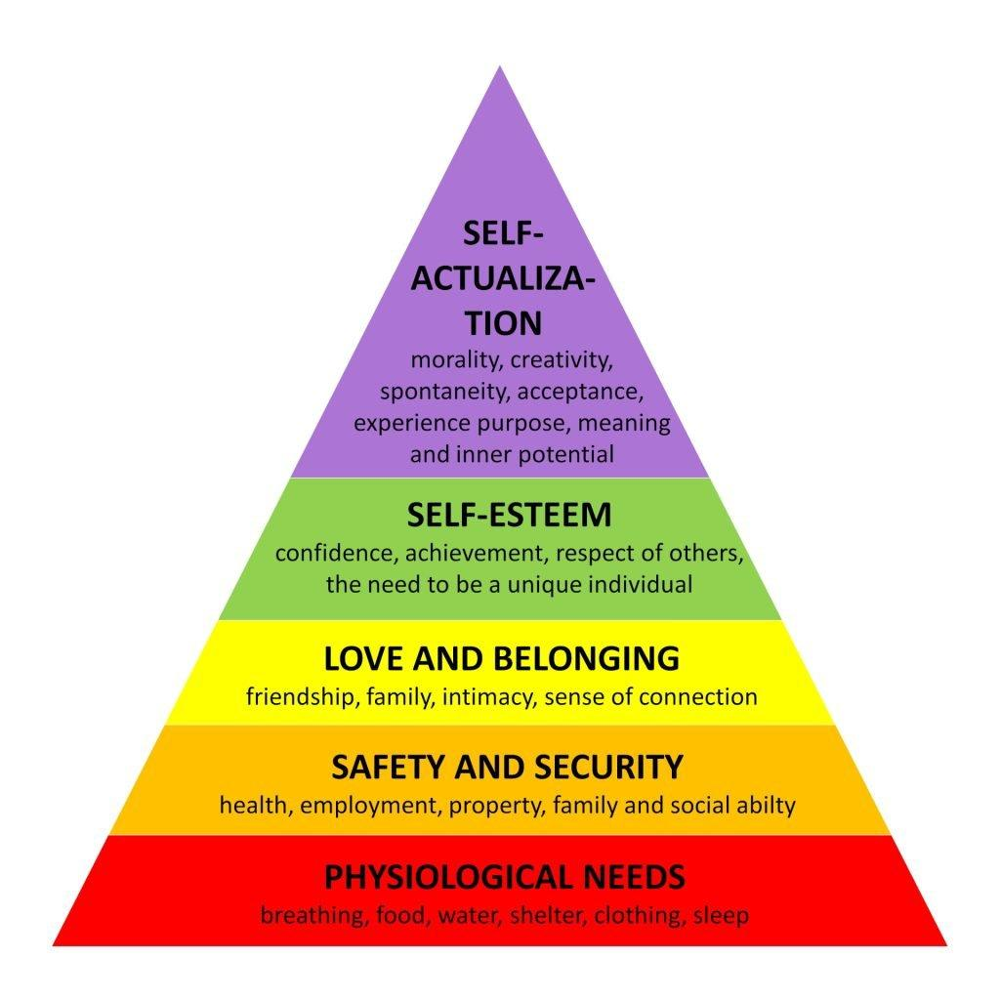 SELF-
ACTUALIZA-
TION
morality, creativity,
spontaneity, acceptance,
experience purpose, meaning
and inner potential
SELF-ESTEEM
confidence, achievement, respect of others,
the need to be a unique individual
LOVE AND BELONGING
friendship, family, intimacy, sense of connection
SAFETY AND SECURITY
health, employment, property, family and social abilty
PHYSIOLOGICAL NEEDS
breathing, food, water, shelter, clothing, sleep